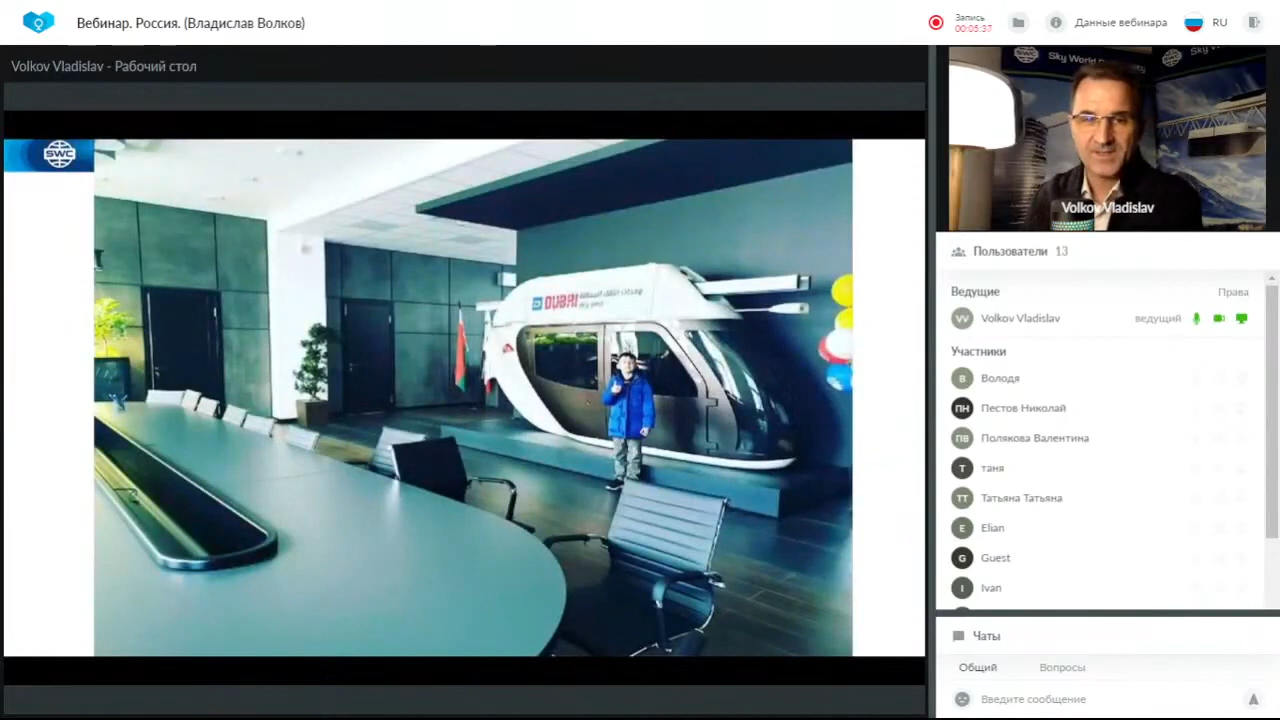 Вебинар. Россия. (Владислав Волков)
Запись
00:05:37
Данные вебинара
RU
Volkov Vladislav - Рабочий стол
SWC
DUBAI
Sky World
Volkov Vladislav
Пользователи 13
Ведущие
Права
VV Volkov Vladislav
ведущий
Участники
В Володя
ПН Пестов Николай
ПВ Полякова Валентина
Т таня
ТТ Татьяна Татьяна
E Elian
G Guest
I Ivan
Чаты
Общий
Вопросы
Введите сообщение